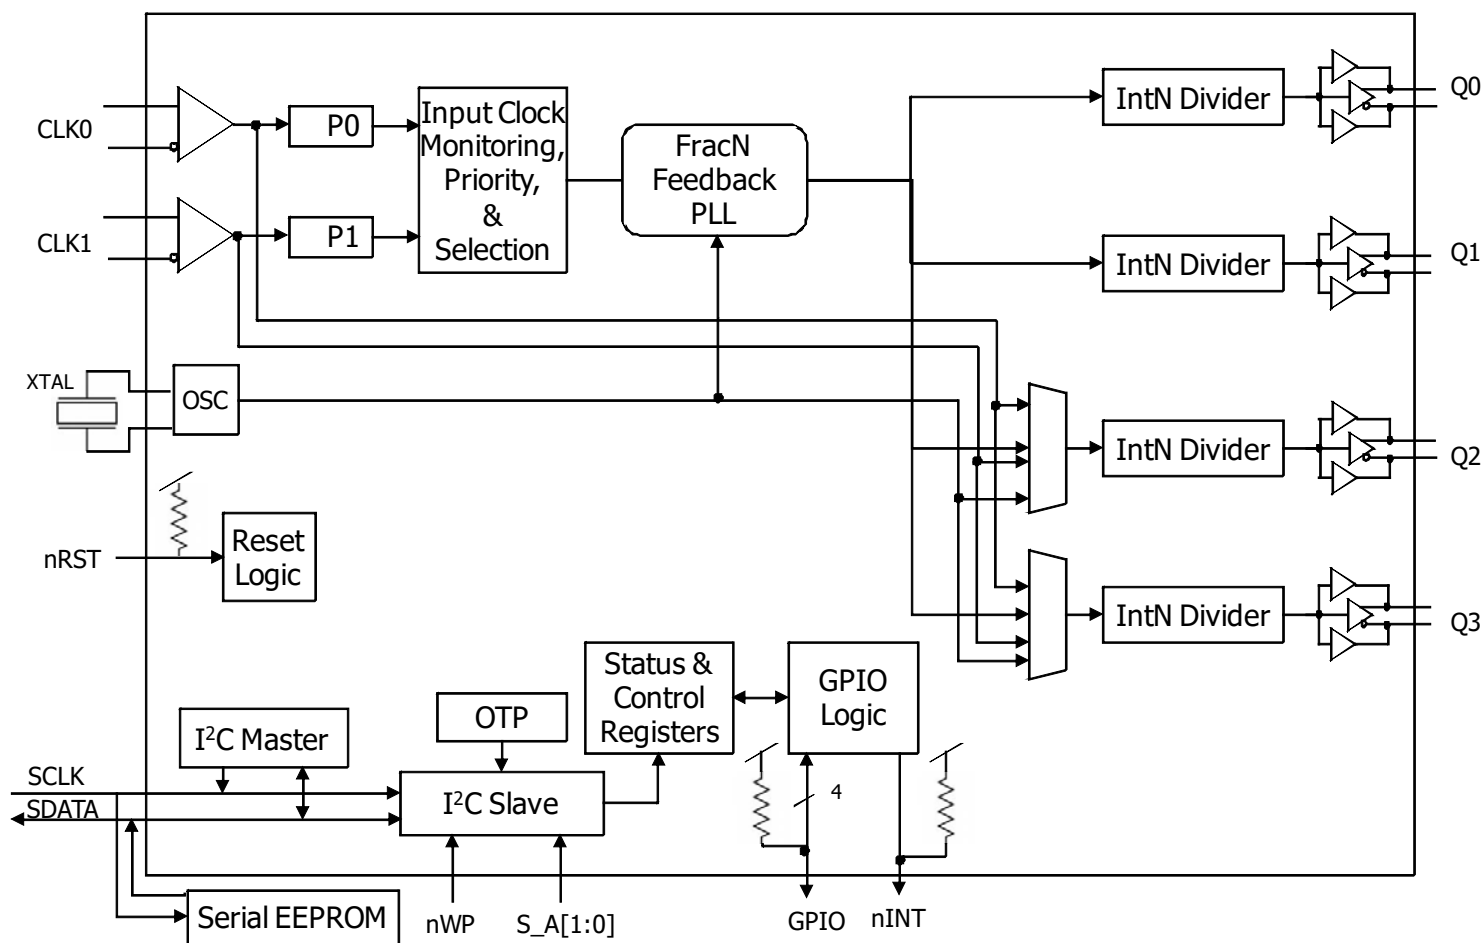 CLK0
P0
Input Clock
Monitoring,
Priority,
&
Selection
FracN
Feedback
PLL
IntN Divider
Q0
CLK1
P1
IntN Divider
Q1
XTAL
OSC
IntN Divider
Q2
nRST
Reset
Logic
IntN Divider
Q3
Status &
Control
Registers
GPIO
Logic
OTP
I²C Master
SCLK
SDATA
I²C Slave
4
Serial EEPROM
nWP
S_A[1:0]
GPIO
nINT